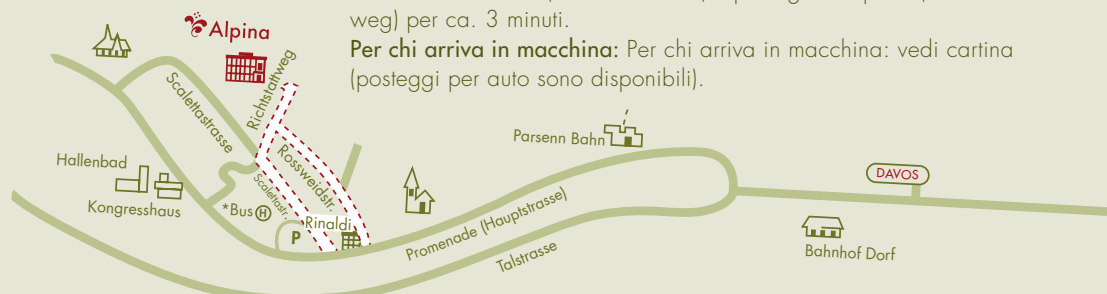 weg) per ca. 3 minuti.
Per chi arriva in macchina: Per chi arriva in macchina: vedi cartina
(posteggi per auto sono disponibili).
Alpina
Richtstattweg
Scalettastrasse
Rossweidstr.
Scalettastr.
Hallenbad
Kongresshaus
*Bus H
P
Rinaldi
Parsenn Bahn
Promenade (Hauptstrasse)
Talstrasse
DAVOS
Bahnhof Dorf